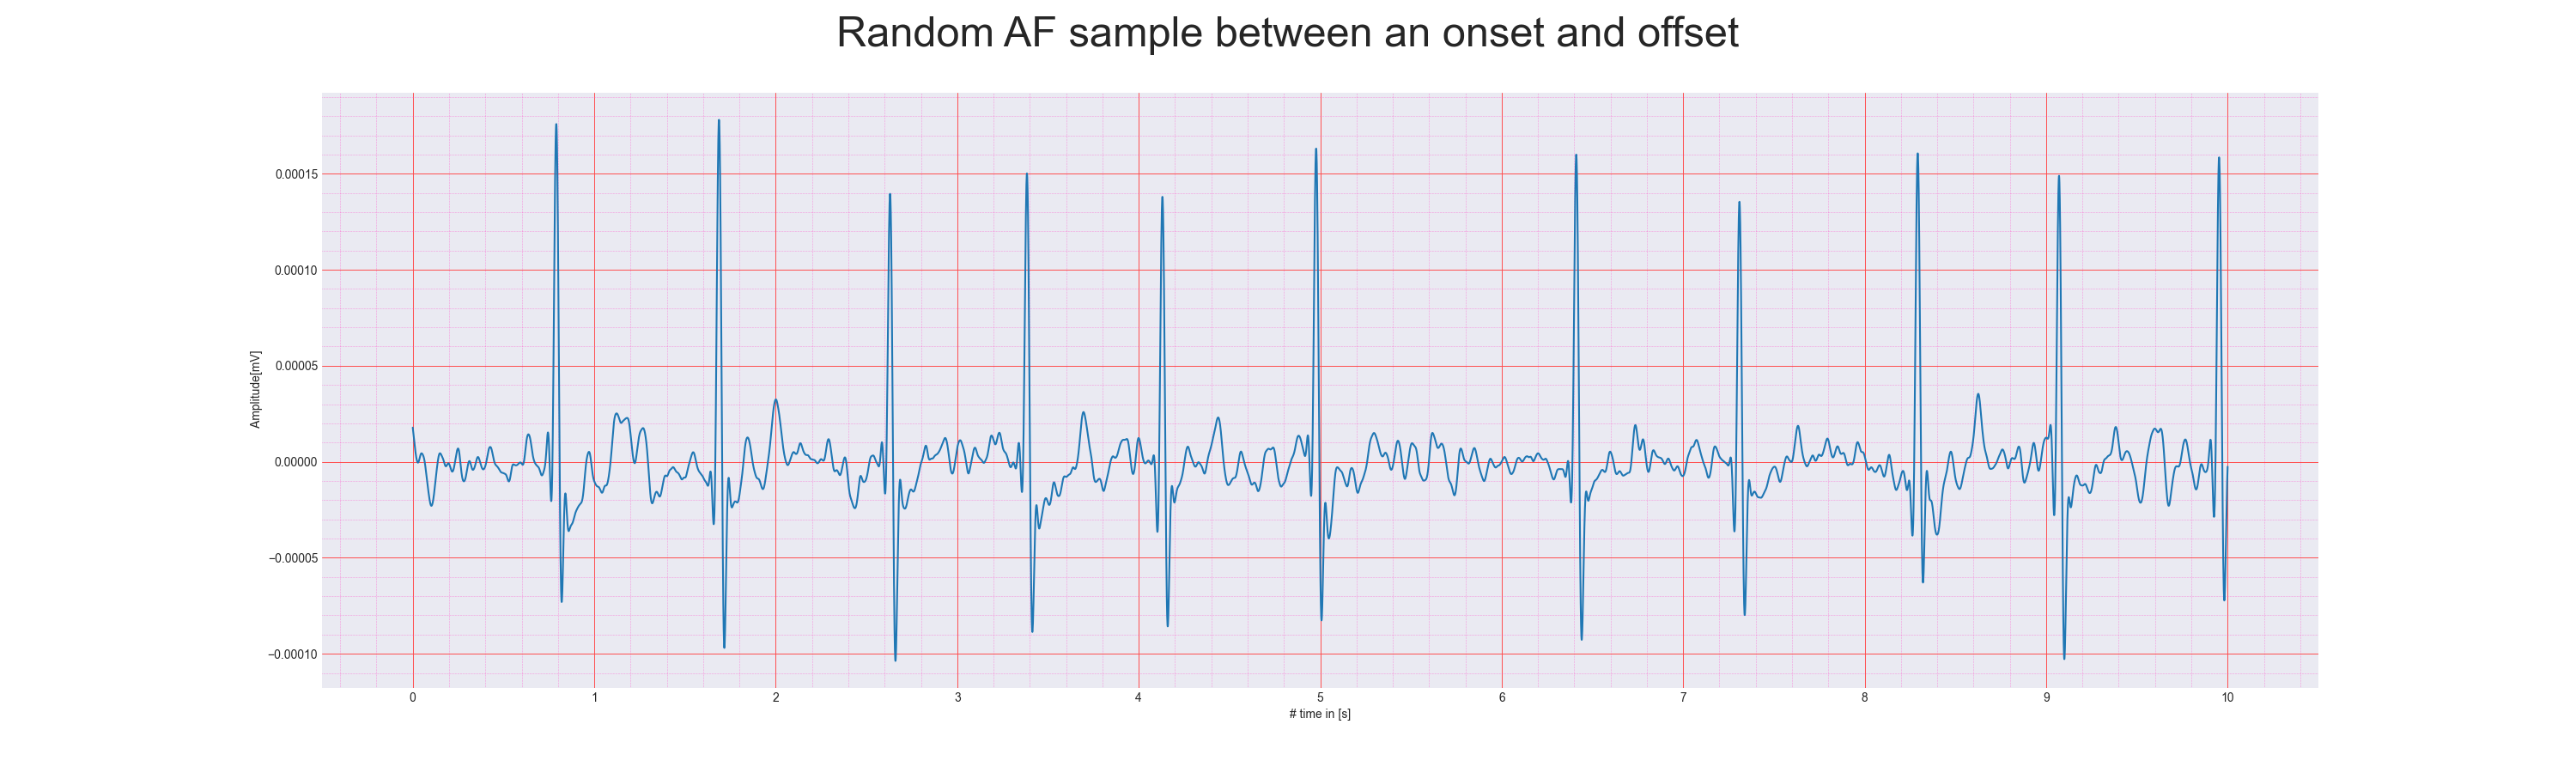 Random AF sample between an onset and offset
0.00015
0.00010
0.00005
0.00000
−0.00005
−0.00010
Amplitude[mV]
0 1 2 3 4 5 6 7 8 9 10
# time in [s]